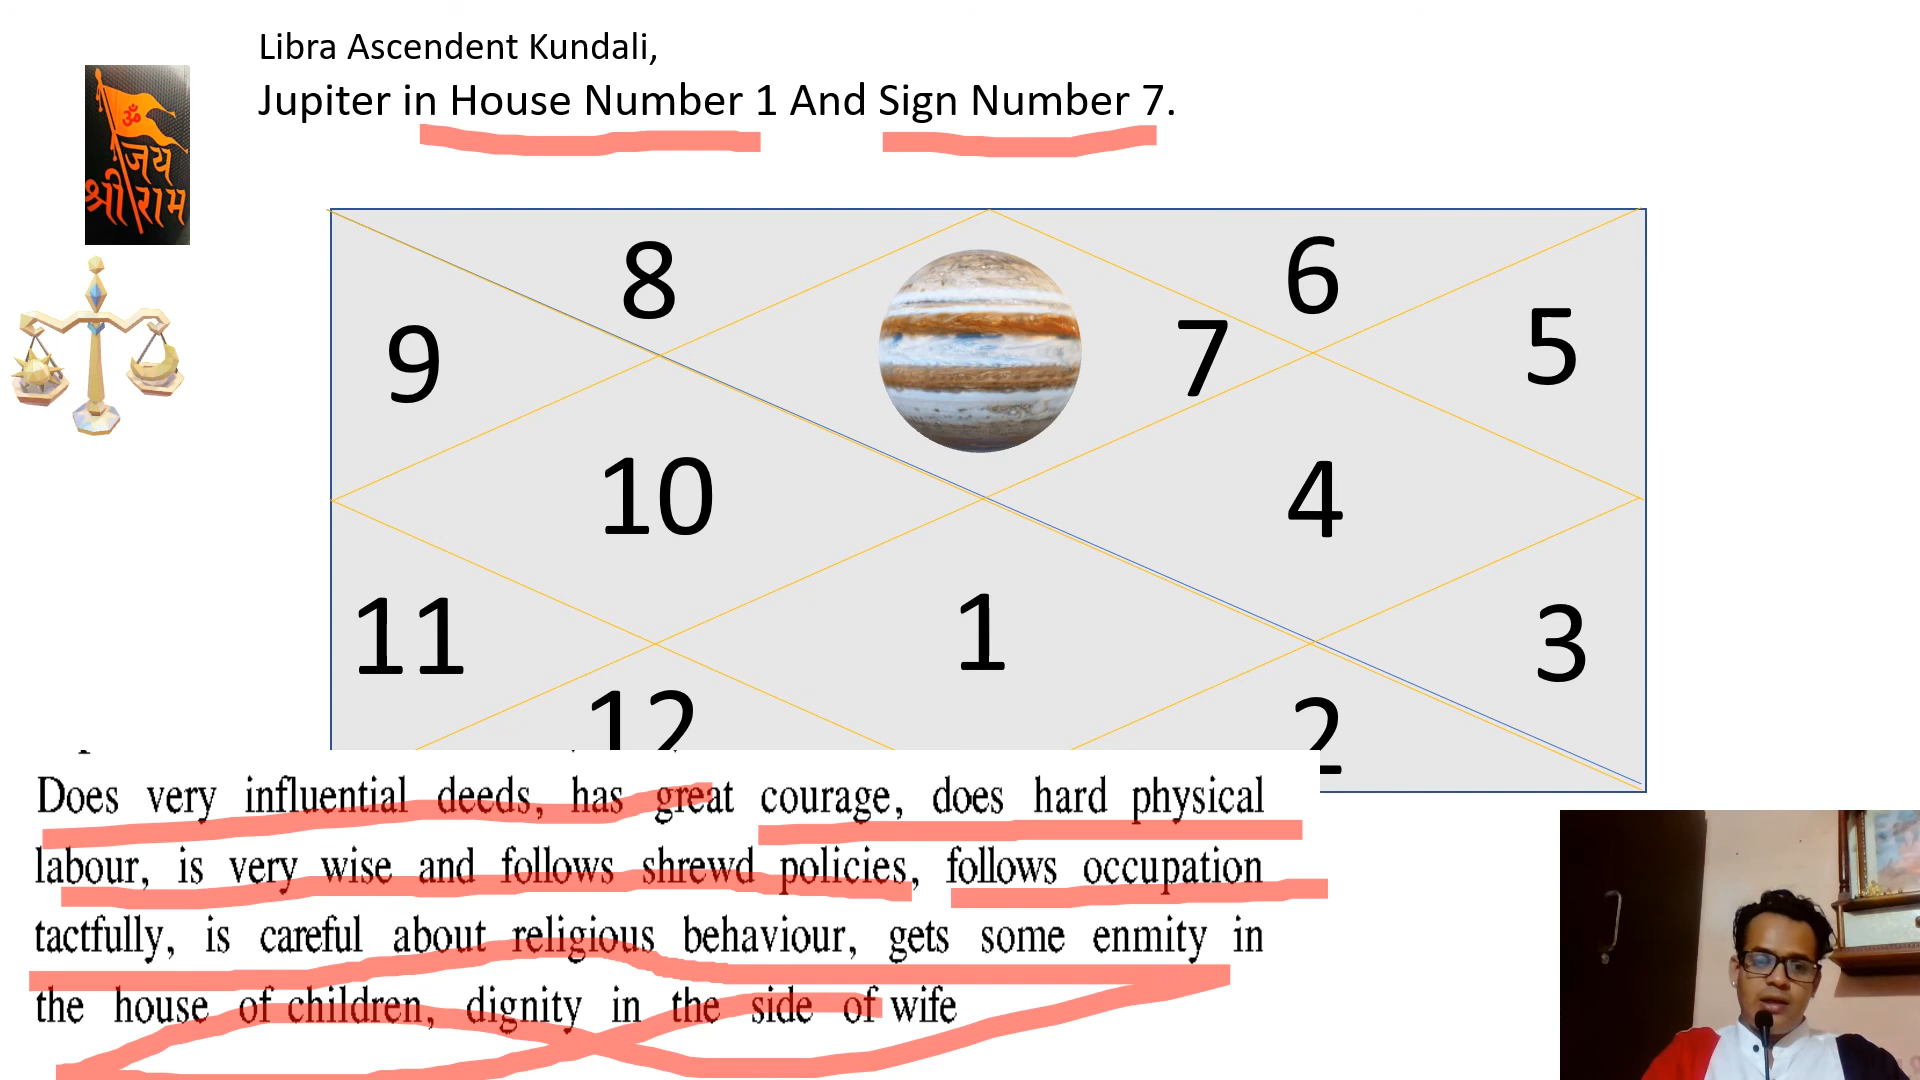 Libra Ascendent Kundali,
Jupiter in House Number 1 And Sign Number 7.
ॐ
जय
श्री राम
8
6
9
7
5
10
4
11
1
3
12
2
Does very influential deeds, has great courage, does hard physical
labour, is very wise and follows shrewd policies, follows occupation
tactfully, is careful about religious behaviour, gets some enmity in
the house of children, dignity in the side of wife